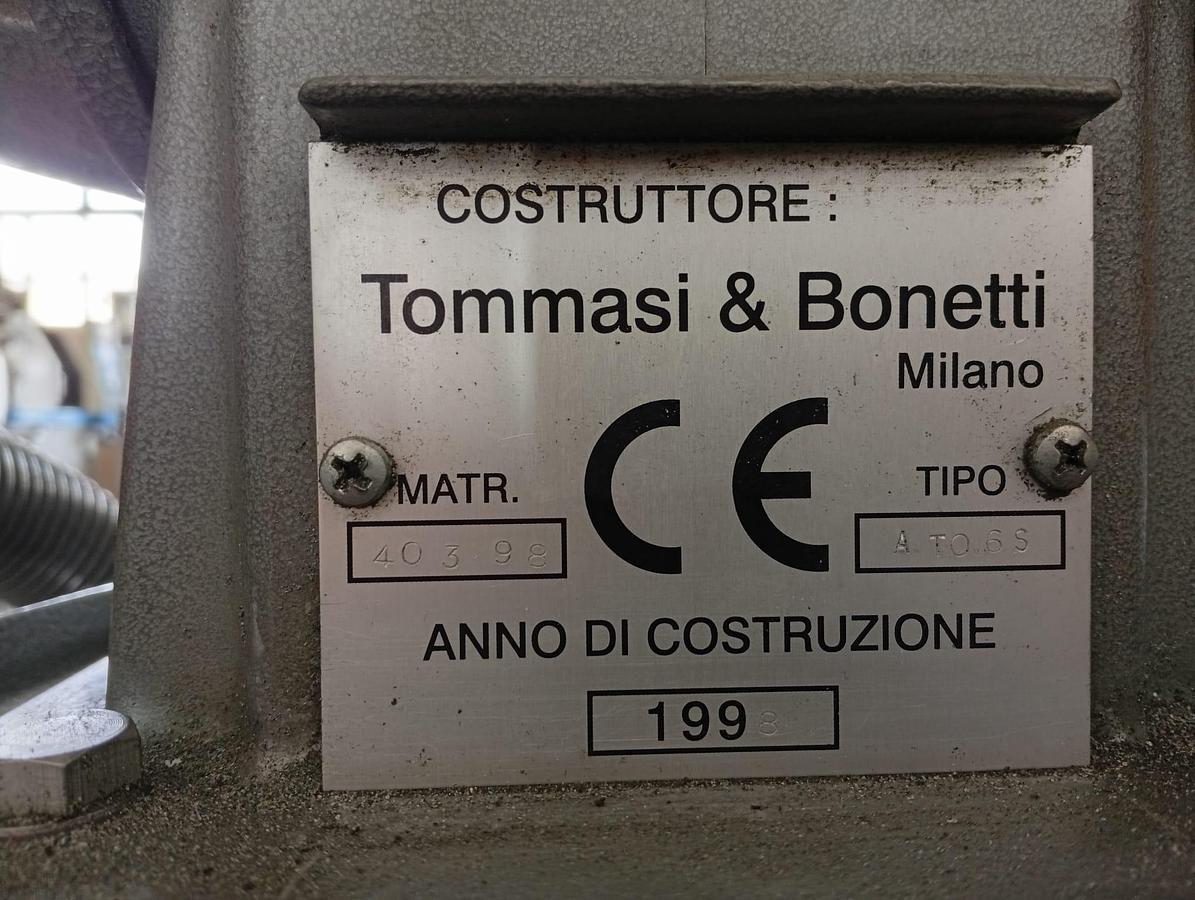 COSTRUTTORE :
Tommasi & Bonetti
Milano
CE
MATR. TIPO
403 98 A TO.6S
ANNO DI COSTRUZIONE
1998